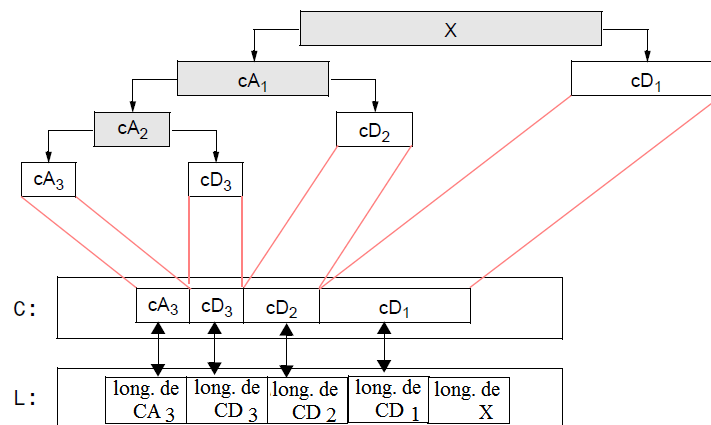 X
cA1
cD1
cA2
cD2
cA3
cD3
C:
cA3 cD3 cD2 cD1
L:
long. de CA 3
long. de CD 3
long. de CD 2
long. de CD 1
long. de X